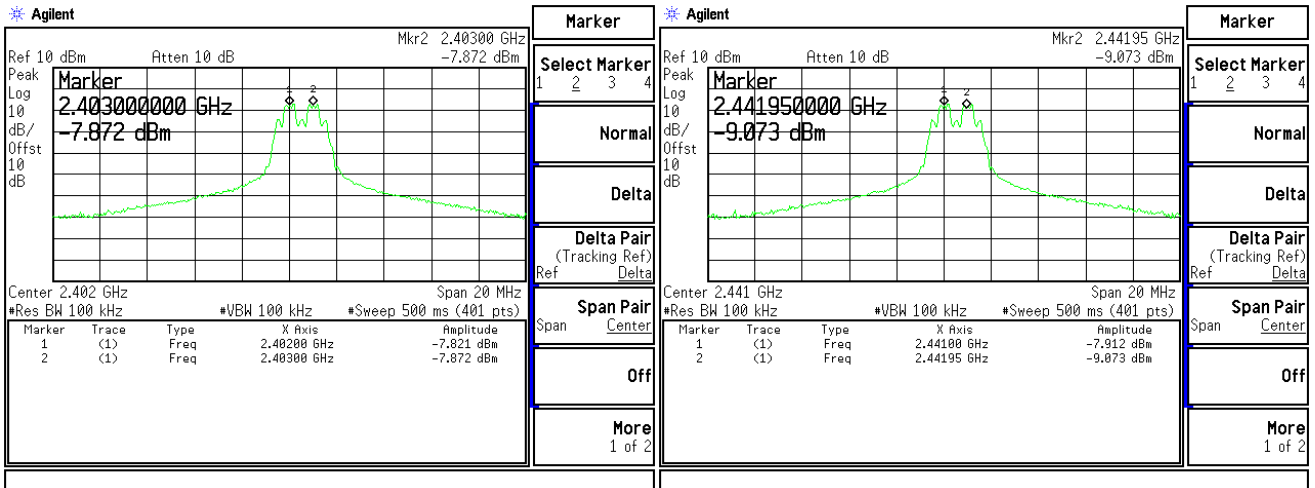 Agilent
Marker
Mkr2 2.40300 GHz
Ref 10 dBm Atten 10 dB -7.872 dBm
Peak
Log
10
dB/
Offst
10
dB
Marker
2.403000000 GHz
-7.872 dBm
1 2
Center 2.402 GHz Span 20 MHz
#Res BW 100 kHz #VBW 100 kHz #Sweep 500 ms (401 pts)
Marker Trace Type X Axis Amplitude
1 (1) Freq 2.40200 GHz -7.821 dBm
2 (1) Freq 2.40300 GHz -7.872 dBm
Select Marker
1 2 3 4
Normal
Delta
Delta Pair
(Tracking Ref)
Ref Delta
Span Pair
Span Center
Off
More
1 of 2
Agilent
Marker
Mkr2 2.44195 GHz
Ref 10 dBm Atten 10 dB -9.073 dBm
Peak
Log
10
dB/
Offst
10
dB
Marker
2.441950000 GHz
-9.073 dBm
1 2
Center 2.441 GHz Span 20 MHz
#Res BW 100 kHz #VBW 100 kHz #Sweep 500 ms (401 pts)
Marker Trace Type X Axis Amplitude
1 (1) Freq 2.44100 GHz -7.912 dBm
2 (1) Freq 2.44195 GHz -9.073 dBm
Select Marker
1 2 3 4
Normal
Delta
Delta Pair
(Tracking Ref)
Ref Delta
Span Pair
Span Center
Off
More
1 of 2